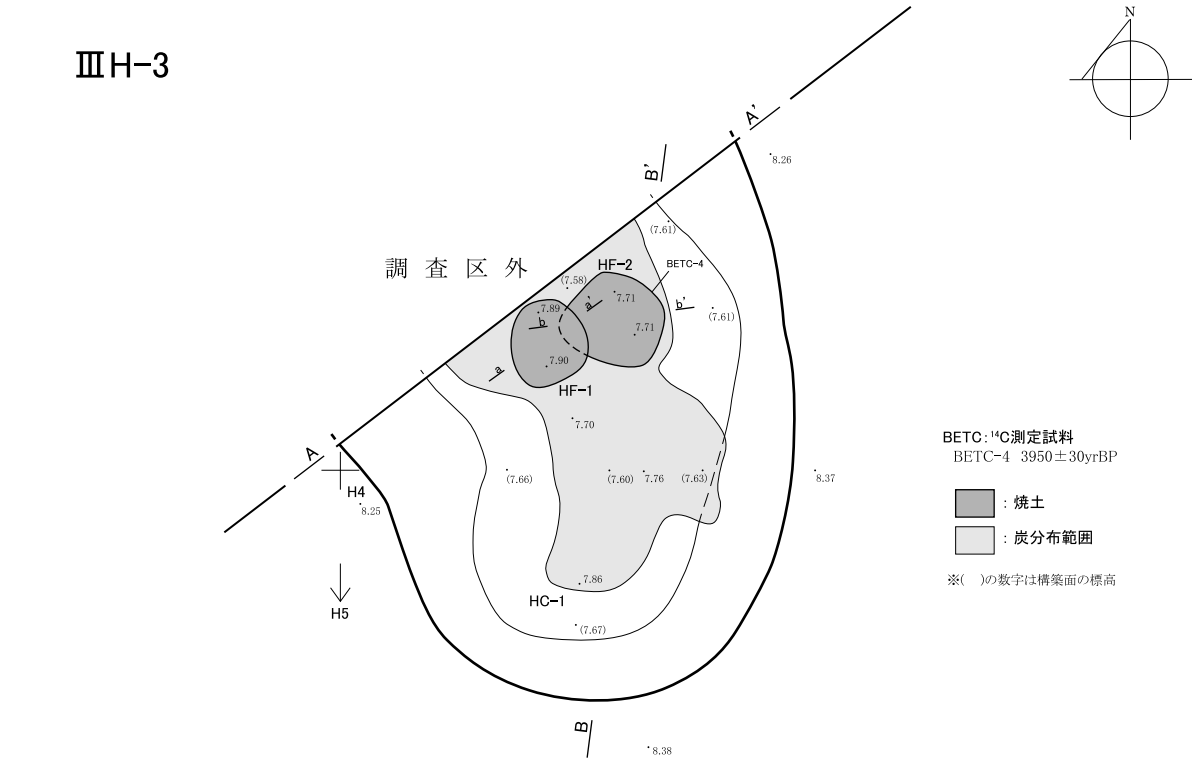 ⅢH-3
N
A'
8.26
B'
(7.61)
調査区外
HF-2
BETC-4
(7.58)
a'
7.71
b'
(7.61)
7.89
b
7.71
a
7.90
HF-1
7.70
A
(7.66)
(7.60)
7.76
(7.63)
8.37
H4
8.25
BETC:¹⁴C測定試料
BETC-4 3950±30yrBP
:焼土
:炭分布範囲
※( )の数字は構築面の標高
7.86
HC-1
H5
(7.67)
B
8.38